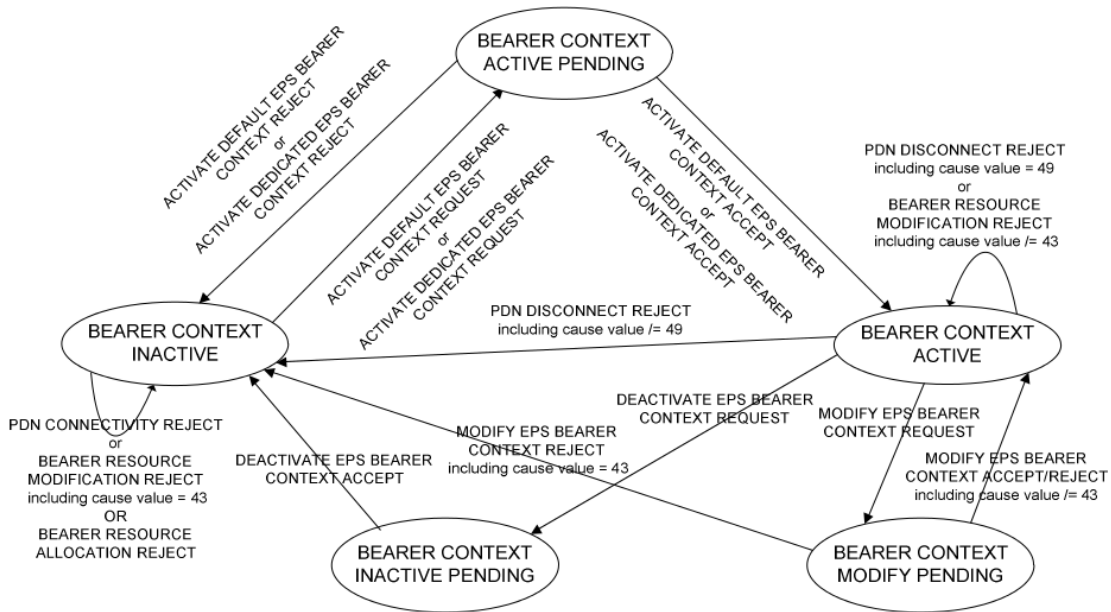 BEARER CONTEXT
ACTIVE PENDING
ACTIVATE DEFAULT EPS BEARER
CONTEXT REJECT
or
ACTIVATE DEDICATED EPS BEARER
CONTEXT REJECT
ACTIVATE DEFAULT EPS BEARER
CONTEXT REQUEST
or
ACTIVATE DEDICATED EPS BEARER
CONTEXT REQUEST
ACTIVATE DEFAULT EPS BEARER
CONTEXT ACCEPT
or
ACTIVATE DEDICATED EPS BEARER
CONTEXT ACCEPT
PDN DISCONNECT REJECT
including cause value = 49
or
BEARER RESOURCE
MODIFICATION REJECT
including cause value /= 43
BEARER CONTEXT
INACTIVE
PDN DISCONNECT REJECT
including cause value /= 49
BEARER CONTEXT
ACTIVE
PDN CONNECTIVITY REJECT
or
BEARER RESOURCE
MODIFICATION REJECT
including cause value = 43
OR
BEARER RESOURCE
ALLOCATION REJECT
DEACTIVATE EPS BEARER
CONTEXT ACCEPT
MODIFY EPS BEARER
CONTEXT REJECT
including cause value = 43
DEACTIVATE EPS BEARER
CONTEXT REQUEST
MODIFY EPS BEARER
CONTEXT REQUEST
MODIFY EPS BEARER
CONTEXT ACCEPT/REJECT
including cause value /= 43
BEARER CONTEXT
INACTIVE PENDING
BEARER CONTEXT
MODIFY PENDING